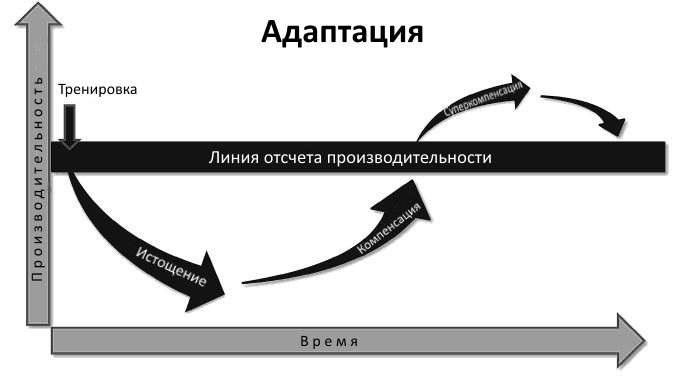 Адаптация
Тренировка
Производительность
Суперкомпенсация
Линия отсчета производительности
Истощение
Компенсация
Время